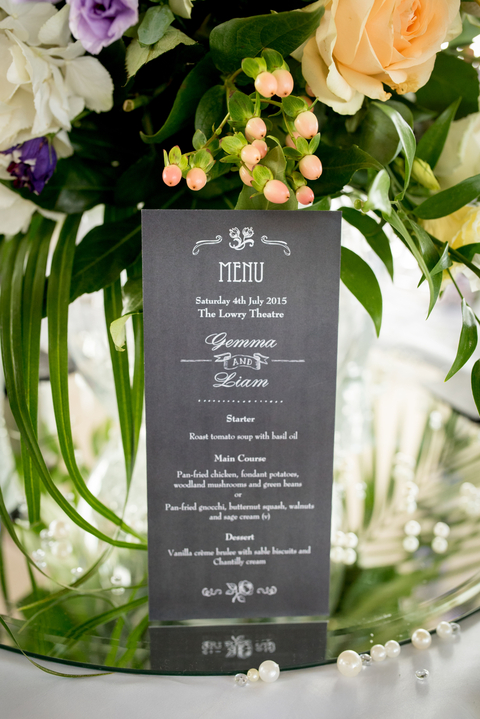 MENU
Saturday 4th July 2015
The Lowry Theatre
Gemma
AND
Liam
Starter
Roast tomato soup with basil oil
Main Course
Pan-fried chicken, fondant potatoes,
woodland mushrooms and green beans
or
Pan-fried gnocchi, butternut squash, walnuts
and sage cream (v)
Dessert
Vanilla crème brulee with sable biscuits and
Chantilly cream